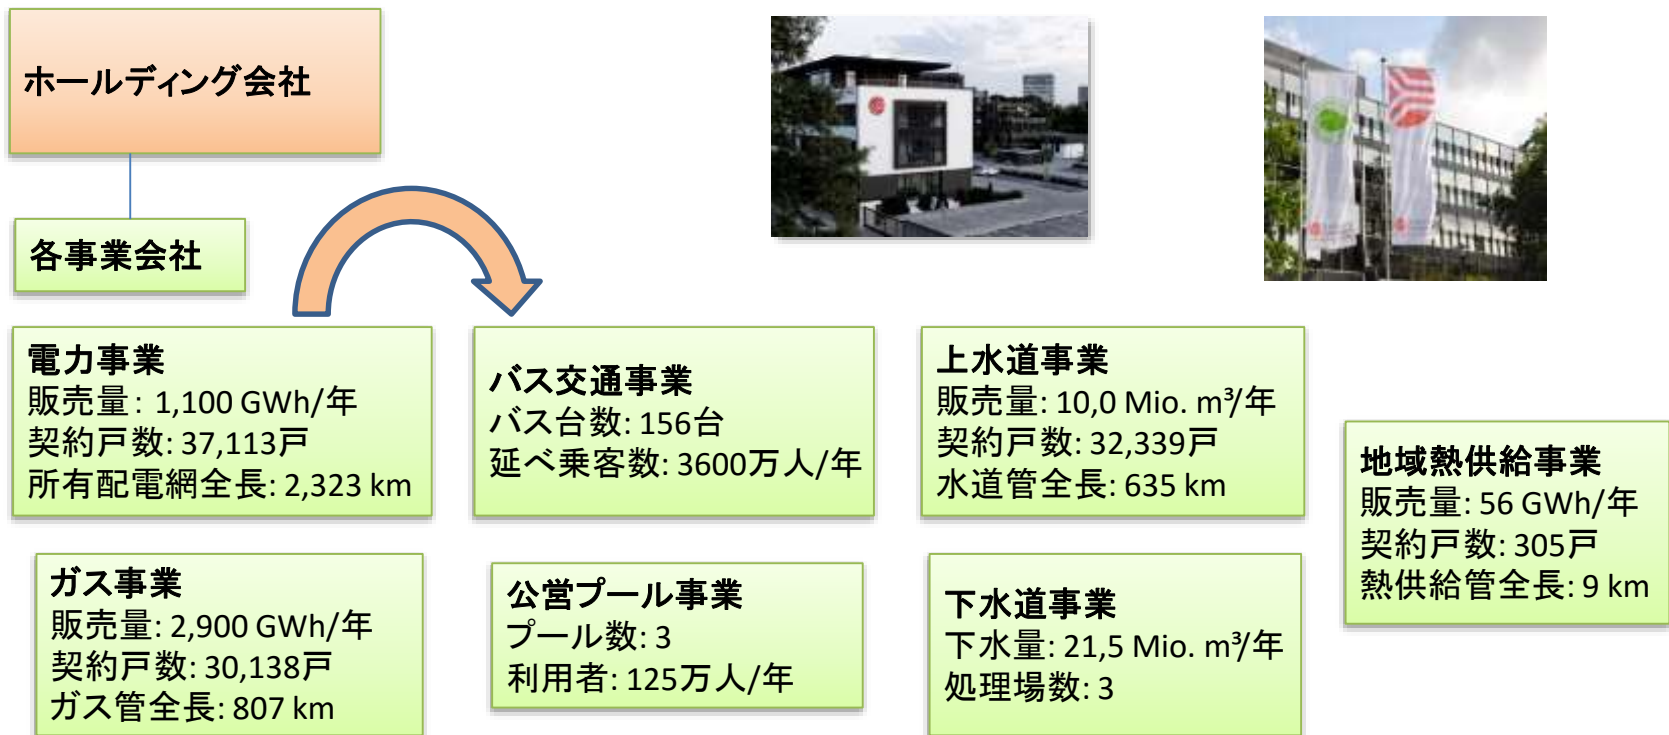 ホールディング会社
各事業会社
電力事業
販売量: 1,100 GWh/年
契約戸数: 37,113戸
所有配電網全長: 2,323 km
バス交通事業
バス台数: 156台
延べ乗客数: 3600万人/年
上水道事業
販売量: 10,0 Mio. m³/年
契約戸数: 32,339戸
水道管全長: 635 km
地域熱供給事業
販売量: 56 GWh/年
契約戸数: 305戸
熱供給管全長: 9 km
ガス事業
販売量: 2,900 GWh/年
契約戸数: 30,138戸
ガス管全長: 807 km
公営プール事業
プール数: 3
利用者: 125万人/年
下水道事業
下水量: 21,5 Mio. m³/年
処理場数: 3